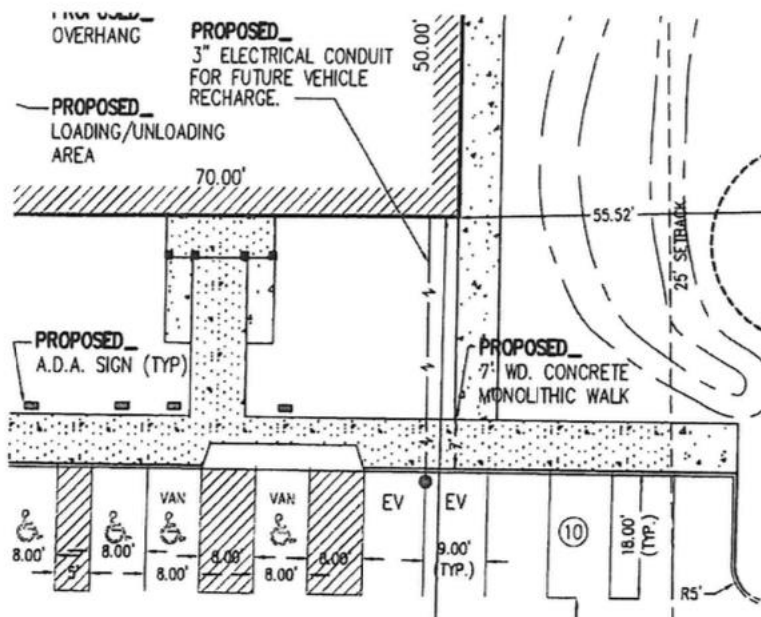 PROPOSED_
OVERHANG
PROPOSED_
3" ELECTRICAL CONDUIT
FOR FUTURE VEHICLE
RECHARGE.
50.00'
PROPOSED_
LOADING/UNLOADING
AREA
70.00'
55.52'
25' SETBACK
PROPOSED_
A.D.A. SIGN (TYP)
PROPOSED_
7' WD. CONCRETE
MONOLITHIC WALK
7'
VAN
VAN
EV
EV
10
18.00'
(TYP.)
8.00'
5'
8.00'
8.00'
8.00'
8.00'
8.00'
9.00'
(TYP.)
R5'